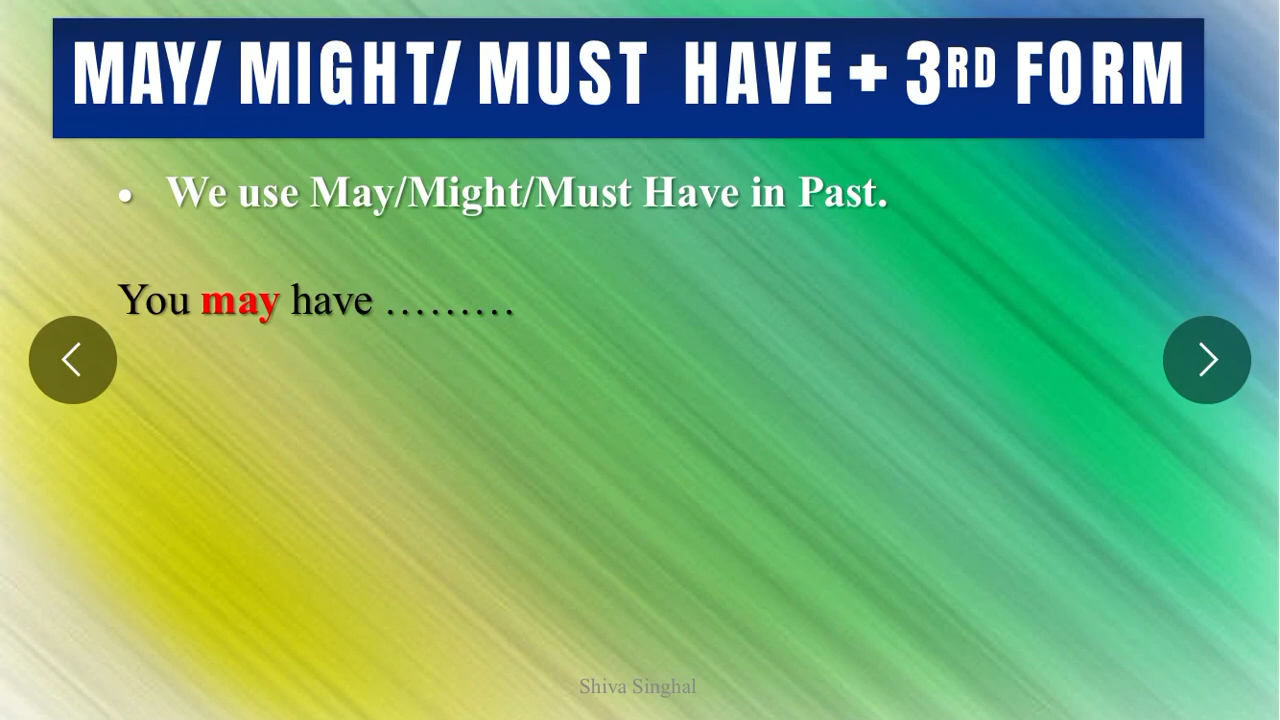 MAY/ MIGHT/ MUST HAVE + 3RD FORM
• We use May/Might/Must Have in Past.
You may have ………
Shiva Singhal